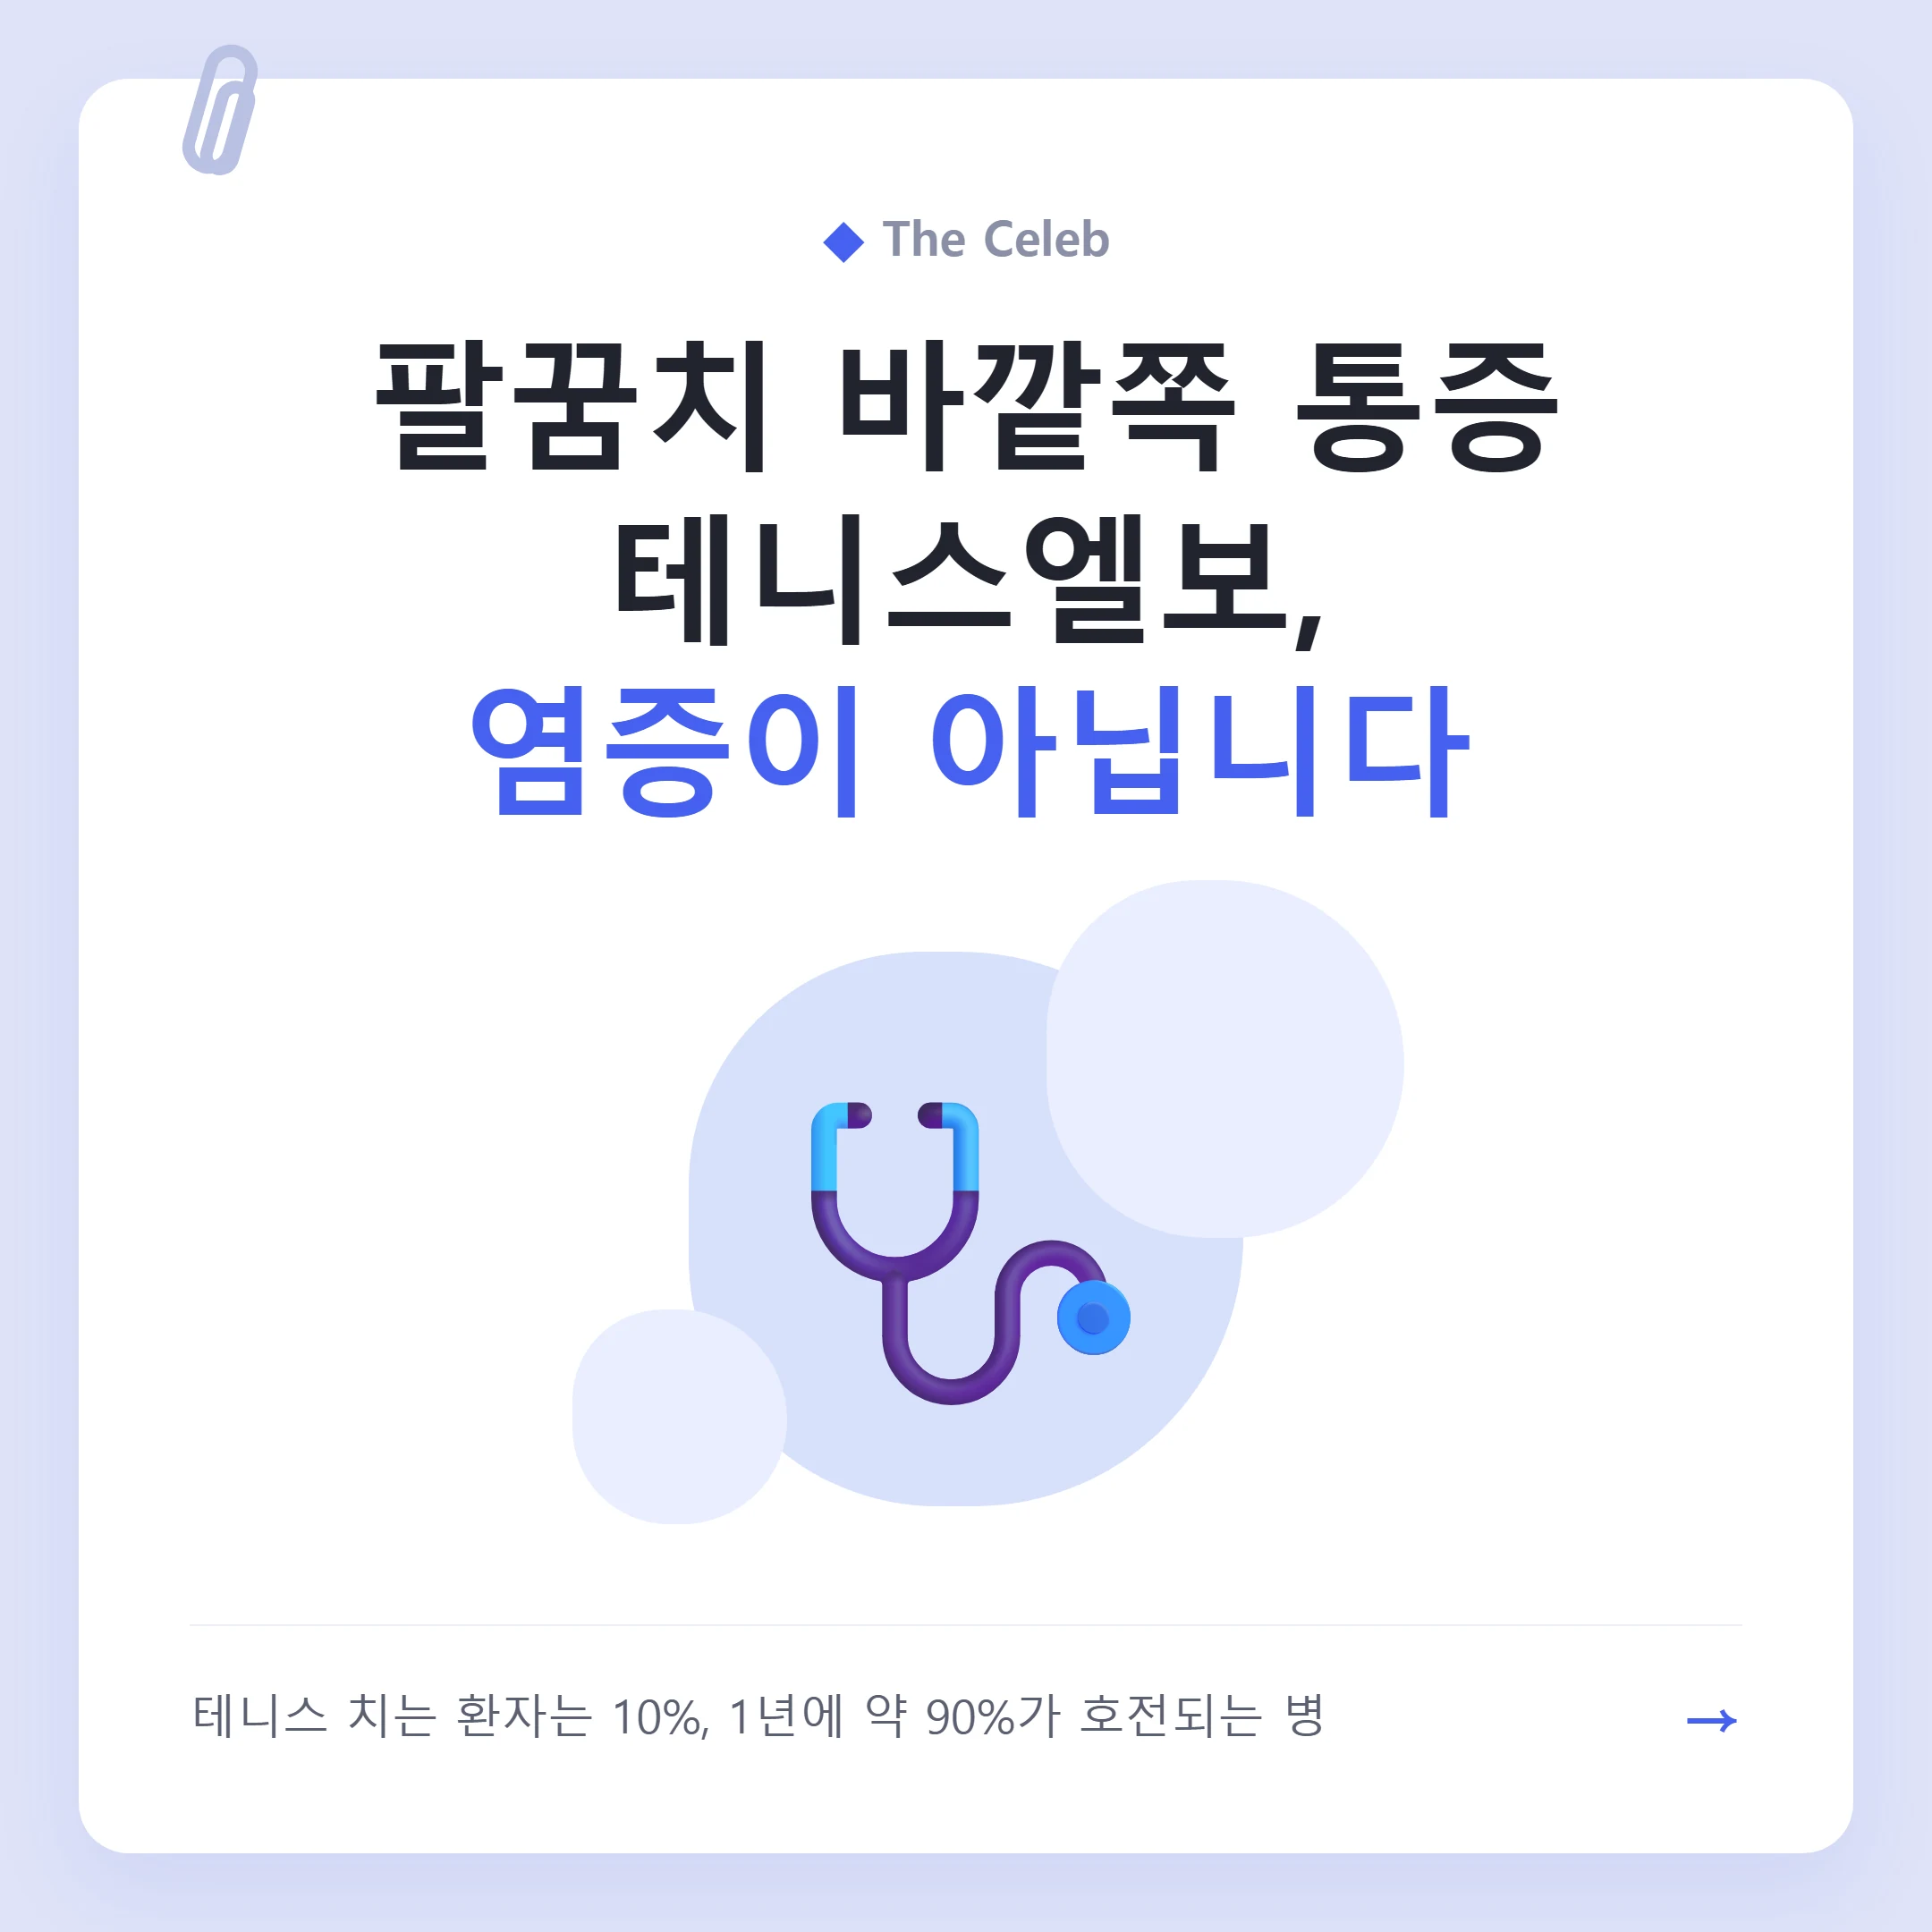 ◆ The Celeb
팔꿈치 바깥쪽 통증
테니스엘보,
염증이 아닙니다
테니스 치는 환자는 10%, 1년에 약 90%가 호전되는 병 →